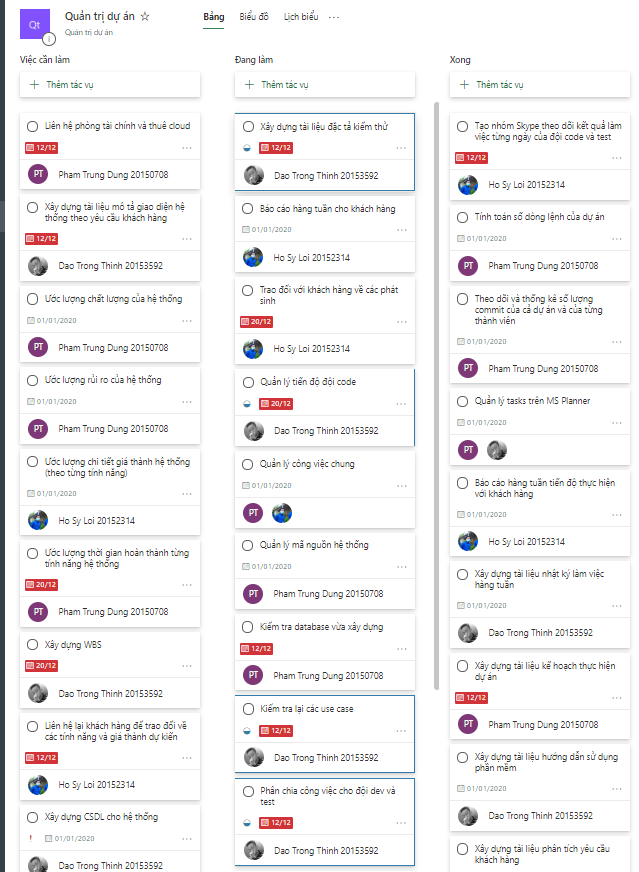 Qt
Quản trị dự án
Quản trị dự án
Bảng
Biểu đồ
Lịch biểu
Việc cần làm
Thêm tác vụ
Liên hệ phòng tài chính và thuê cloud
12/12
PT
Pham Trung Dung 20150708
Xây dựng tài liệu mô tả giao diện hệ
thống theo yêu cầu khách hàng
12/12
Dao Trong Thinh 20153592
Ước lượng chất lượng của hệ thống
01/01/2020
PT
Pham Trung Dung 20150708
Ước lượng rủi ro của hệ thống
01/01/2020
PT
Pham Trung Dung 20150708
Ước lượng chi tiết giá thành hệ thống
(theo từng tính năng)
01/01/2020
Ho Sy Loi 20152314
Ước lượng thời gian hoàn thành từng
tính năng hệ thống
20/12
PT
Pham Trung Dung 20150708
Xây dựng WBS
20/12
Dao Trong Thinh 20153592
Liên hệ lại khách hàng để trao đổi về
các tính năng và giá thành dự kiến
12/12
Ho Sy Loi 20152314
Xây dựng CSDL cho hệ thống
01/01/2020
Dao Trong Thinh 20153592
Đang làm
Thêm tác vụ
Xây dựng tài liệu đặc tả kiểm thử
12/12
Dao Trong Thinh 20153592
Báo cáo hàng tuần cho khách hàng
01/01/2020
Ho Sy Loi 20152314
Trao đổi với khách hàng về các phát
sinh
20/12
Ho Sy Loi 20152314
Quản lý tiến độ đội code
20/12
Dao Trong Thinh 20153592
Quản lý công việc chung
01/01/2020
PT
Quản lý mã nguồn hệ thống
01/01/2020
PT
Pham Trung Dung 20150708
Kiểm tra database vừa xây dựng
12/12
PT
Pham Trung Dung 20150708
Kiểm tra lại các use case
12/12
Dao Trong Thinh 20153592
Phân chia công việc cho đội dev và
test
12/12
Dao Trong Thinh 20153592
Xong
Thêm tác vụ
Tạo nhóm Skype theo dõi kết quả làm
việc từng ngày của đội code và test
12/12
Ho Sy Loi 20152314
Tính toán số dòng lệnh của dự án
01/01/2020
PT
Pham Trung Dung 20150708
Theo dõi và thống kê số lượng
commit của cả dự án và của từng
thành viên
01/01/2020
PT
Pham Trung Dung 20150708
Quản lý tasks trên MS Planner
01/01/2020
PT
Báo cáo hàng tuần tiến độ thực hiện
với khách hàng
01/01/2020
Ho Sy Loi 20152314
Xây dựng tài liệu nhật ký làm việc
hàng tuần
01/01/2020
Dao Trong Thinh 20153592
Xây dựng tài liệu kế hoạch thực hiện
dự án
12/12
PT
Pham Trung Dung 20150708
Xây dựng tài liệu hướng dẫn sử dụng
phần mềm
01/01/2020
Dao Trong Thinh 20153592
Xây dựng tài liệu phân tích yêu cầu
khách hàng